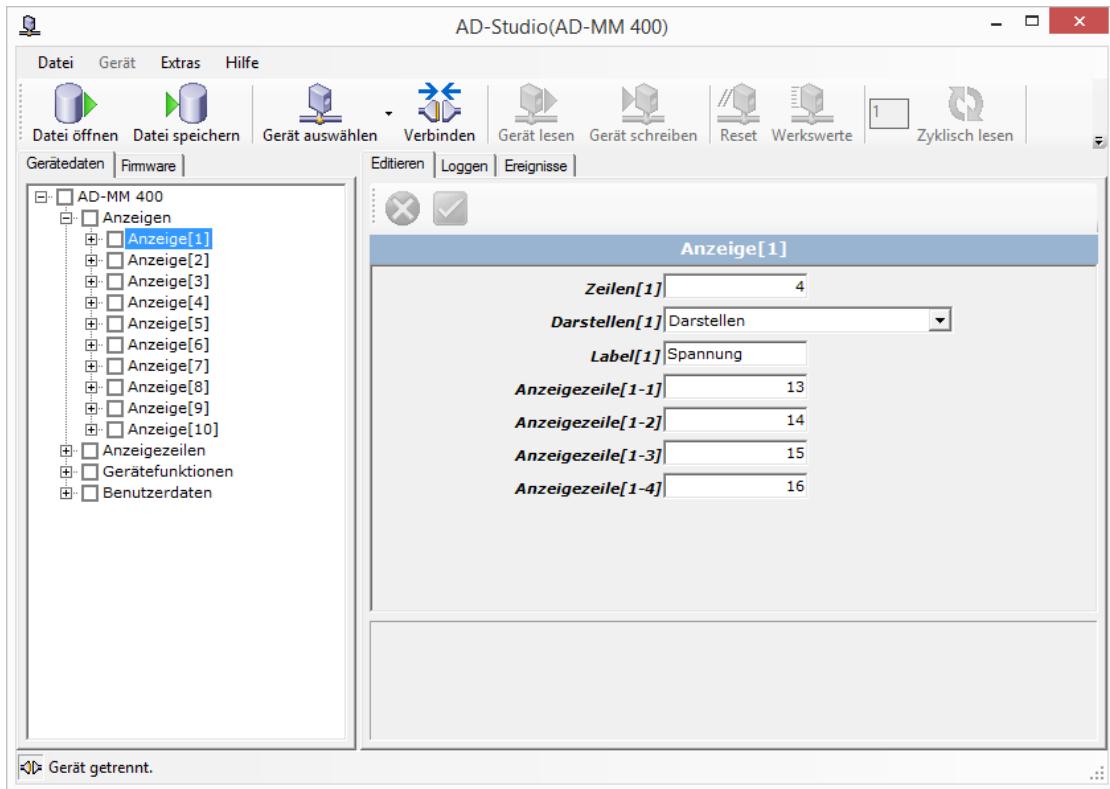 AD-Studio(AD-MM 400)
Datei Gerät Extras Hilfe
Datei öffnen Datei speichern Gerät auswählen Verbinden Gerät lesen Gerät schreiben Reset Werkswerte 1 Zyklisch lesen
Gerätedaten Firmware
Editieren Loggen Ereignisse
AD-MM 400
Anzeigen
Anzeige[1]
Anzeige[2]
Anzeige[3]
Anzeige[4]
Anzeige[5]
Anzeige[6]
Anzeige[7]
Anzeige[8]
Anzeige[9]
Anzeige[10]
Anzeigezeilen
Gerätefunktionen
Benutzerdaten
Anzeige[1]
Zeilen[1] 4
Darstellen[1] Darstellen
Label[1] Spannung
Anzeigezeile[1-1] 13
Anzeigezeile[1-2] 14
Anzeigezeile[1-3] 15
Anzeigezeile[1-4] 16
Gerät getrennt.